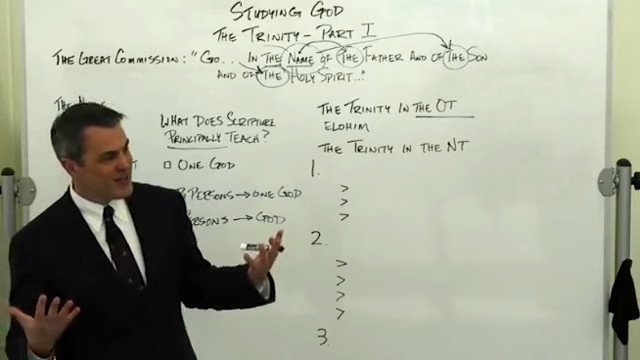 STUDYING GOD
THE TRINITY - PART I
THE GREAT COMMISSION: "GO... IN THE NAME OF THE FATHER AND OF THE SON
AND OF THE HOLY SPIRIT..."
THE
WHAT DOES SCRIPTURE
PRINCIPALLY TEACH?
ONE GOD
PERSONS → ONE GOD
PERSONS → GOD
THE TRINITY IN THE OT
ELOHIM
THE TRINITY IN THE NT
1.
>
>
>
2.
>
>
>
>
3